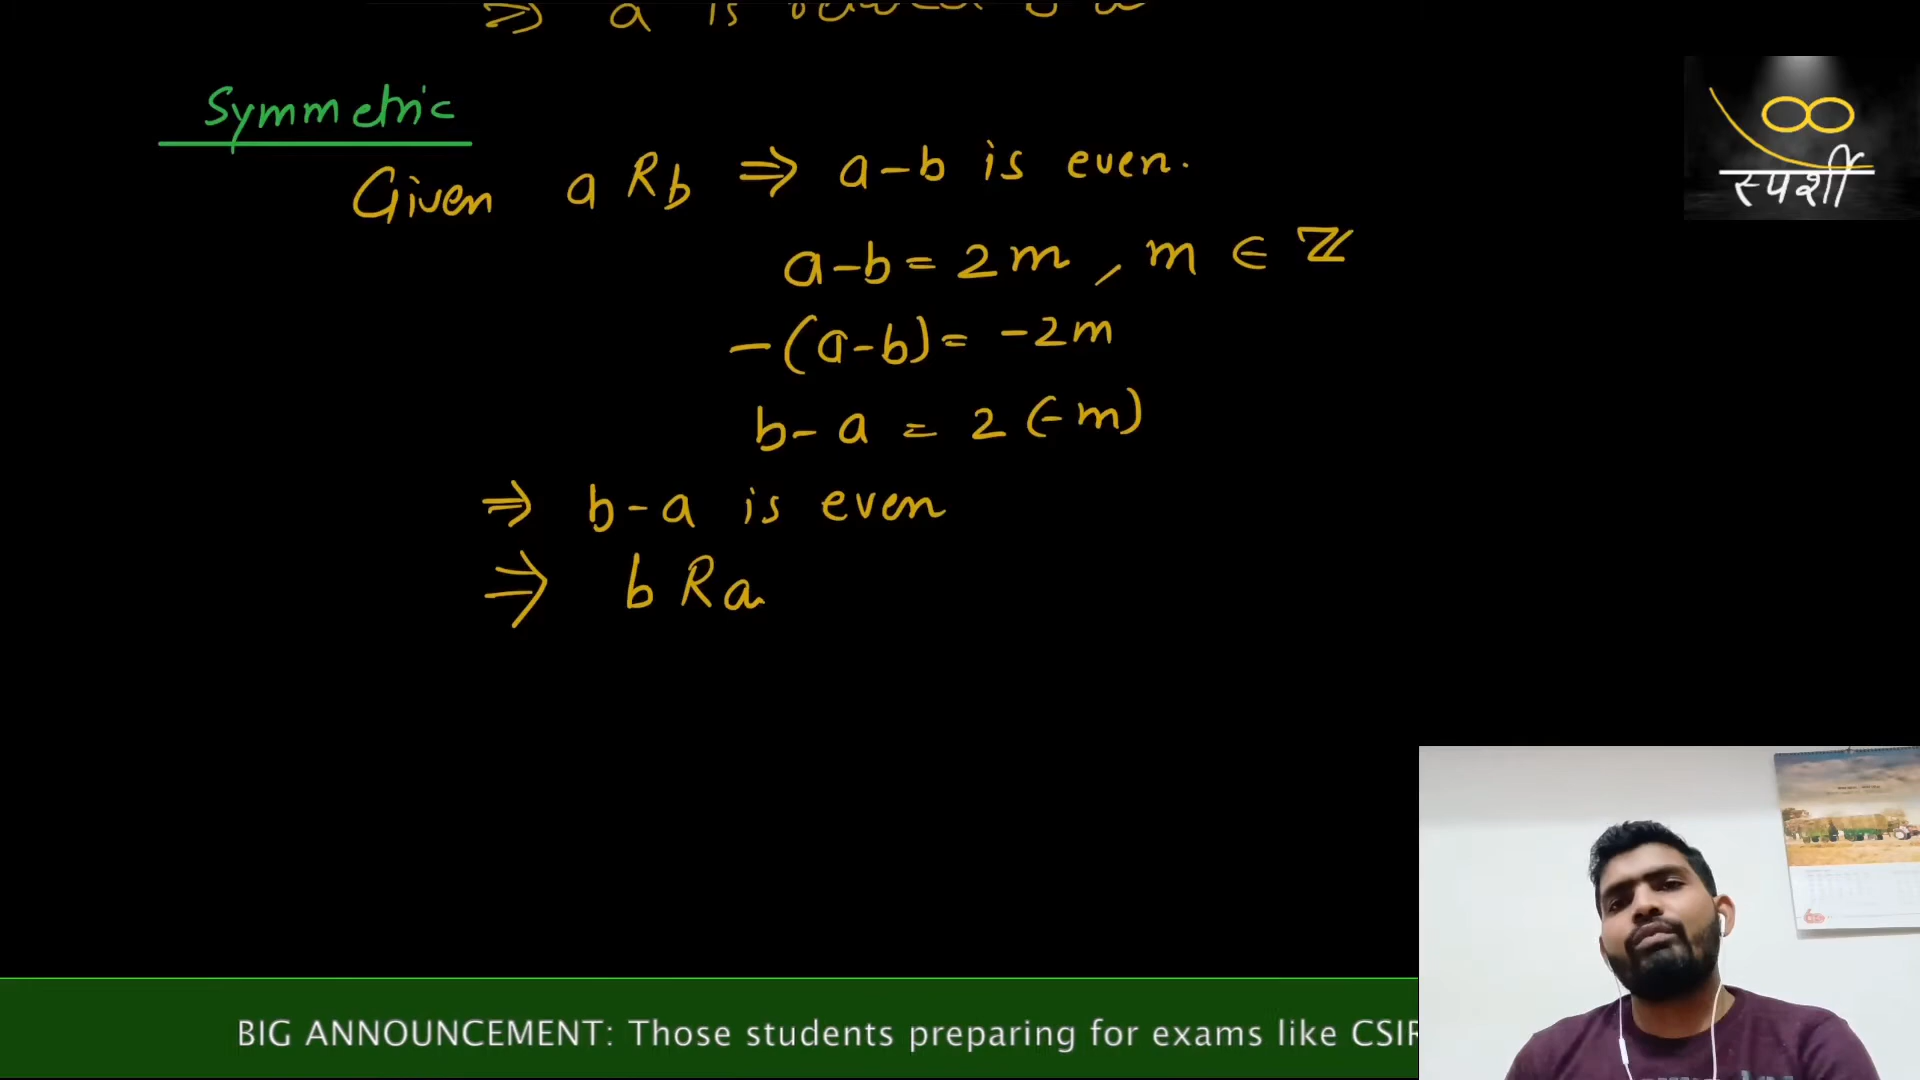 ⇒ a is
Symmetric
Given a R b ⇒ a-b is even.
a-b = 2m, m ∈ ℤ
-(a-b) = -2m
b-a = 2(-m)
⇒ b-a is even
⇒ b R a
स्पर्शी
BIG ANNOUNCEMENT: Those students preparing for exams like CSIR